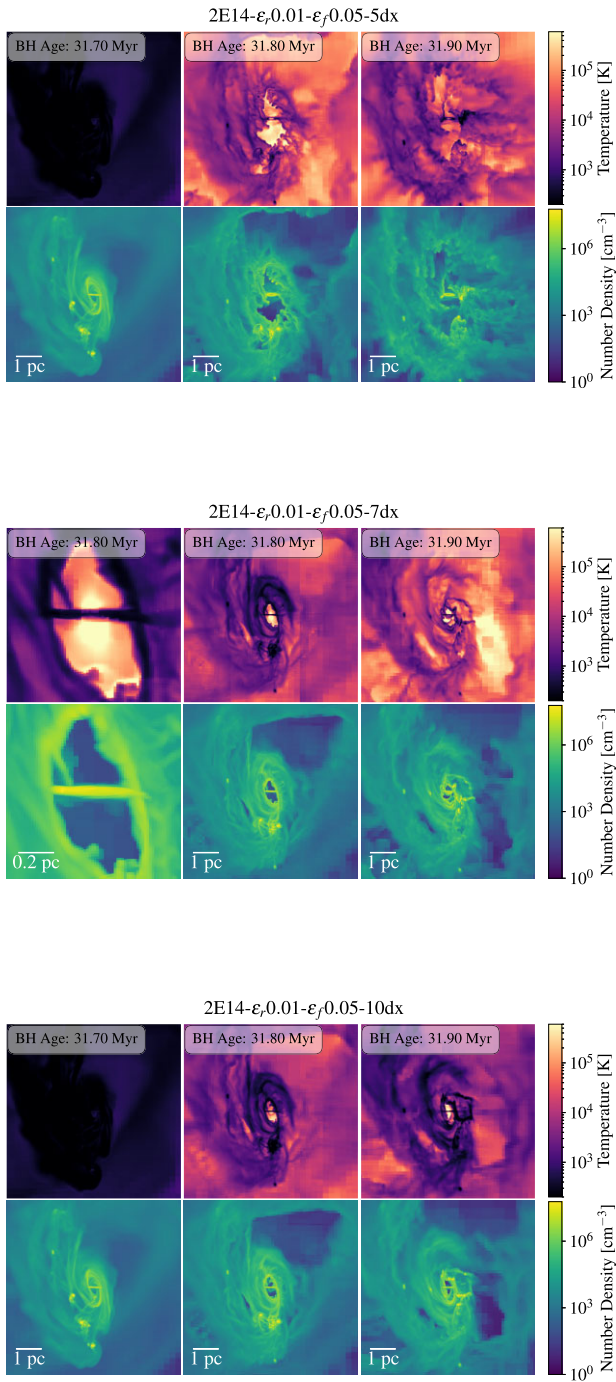 2E14-εr0.01-εf0.05-5dx
BH Age: 31.70 Myr
BH Age: 31.80 Myr
BH Age: 31.90 Myr
10^5
10^4
10^3
Temperature [K]
1 pc
1 pc
1 pc
10^6
10^3
10^0
Number Density [cm^-3]
2E14-εr0.01-εf0.05-7dx
BH Age: 31.80 Myr
BH Age: 31.80 Myr
BH Age: 31.90 Myr
10^5
10^4
10^3
Temperature [K]
0.2 pc
1 pc
1 pc
10^6
10^3
10^0
Number Density [cm^-3]
2E14-εr0.01-εf0.05-10dx
BH Age: 31.70 Myr
BH Age: 31.80 Myr
BH Age: 31.90 Myr
10^5
10^4
10^3
Temperature [K]
1 pc
1 pc
1 pc
10^6
10^3
10^0
Number Density [cm^-3]